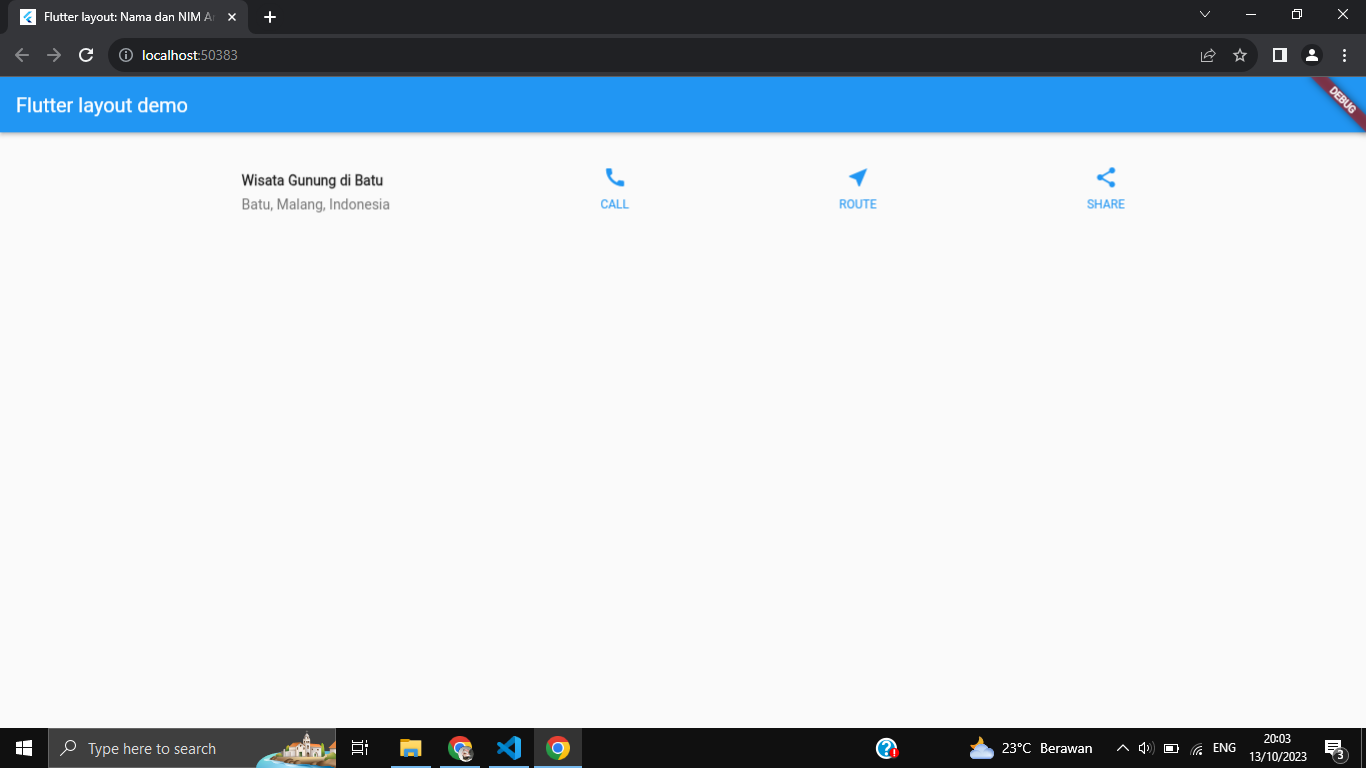 Flutter layout: Nama dan NIM
localhost:50383
Flutter layout demo
DEBUG
Wisata Gunung di Batu
Batu, Malang, Indonesia
CALL
ROUTE
SHARE
Type here to search
23°C Berawan
ENG
20:03
13/10/2023
3